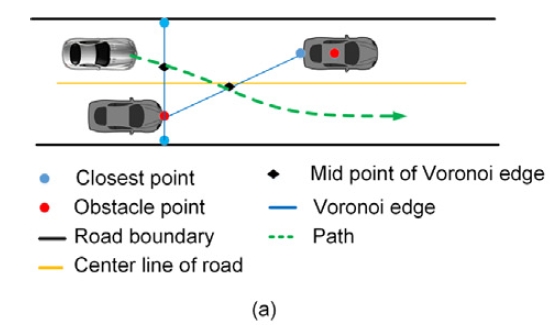 Closest point
Mid point of Voronoi edge
Obstacle point
Voronoi edge
Road boundary
Path
Center line of road
(a)